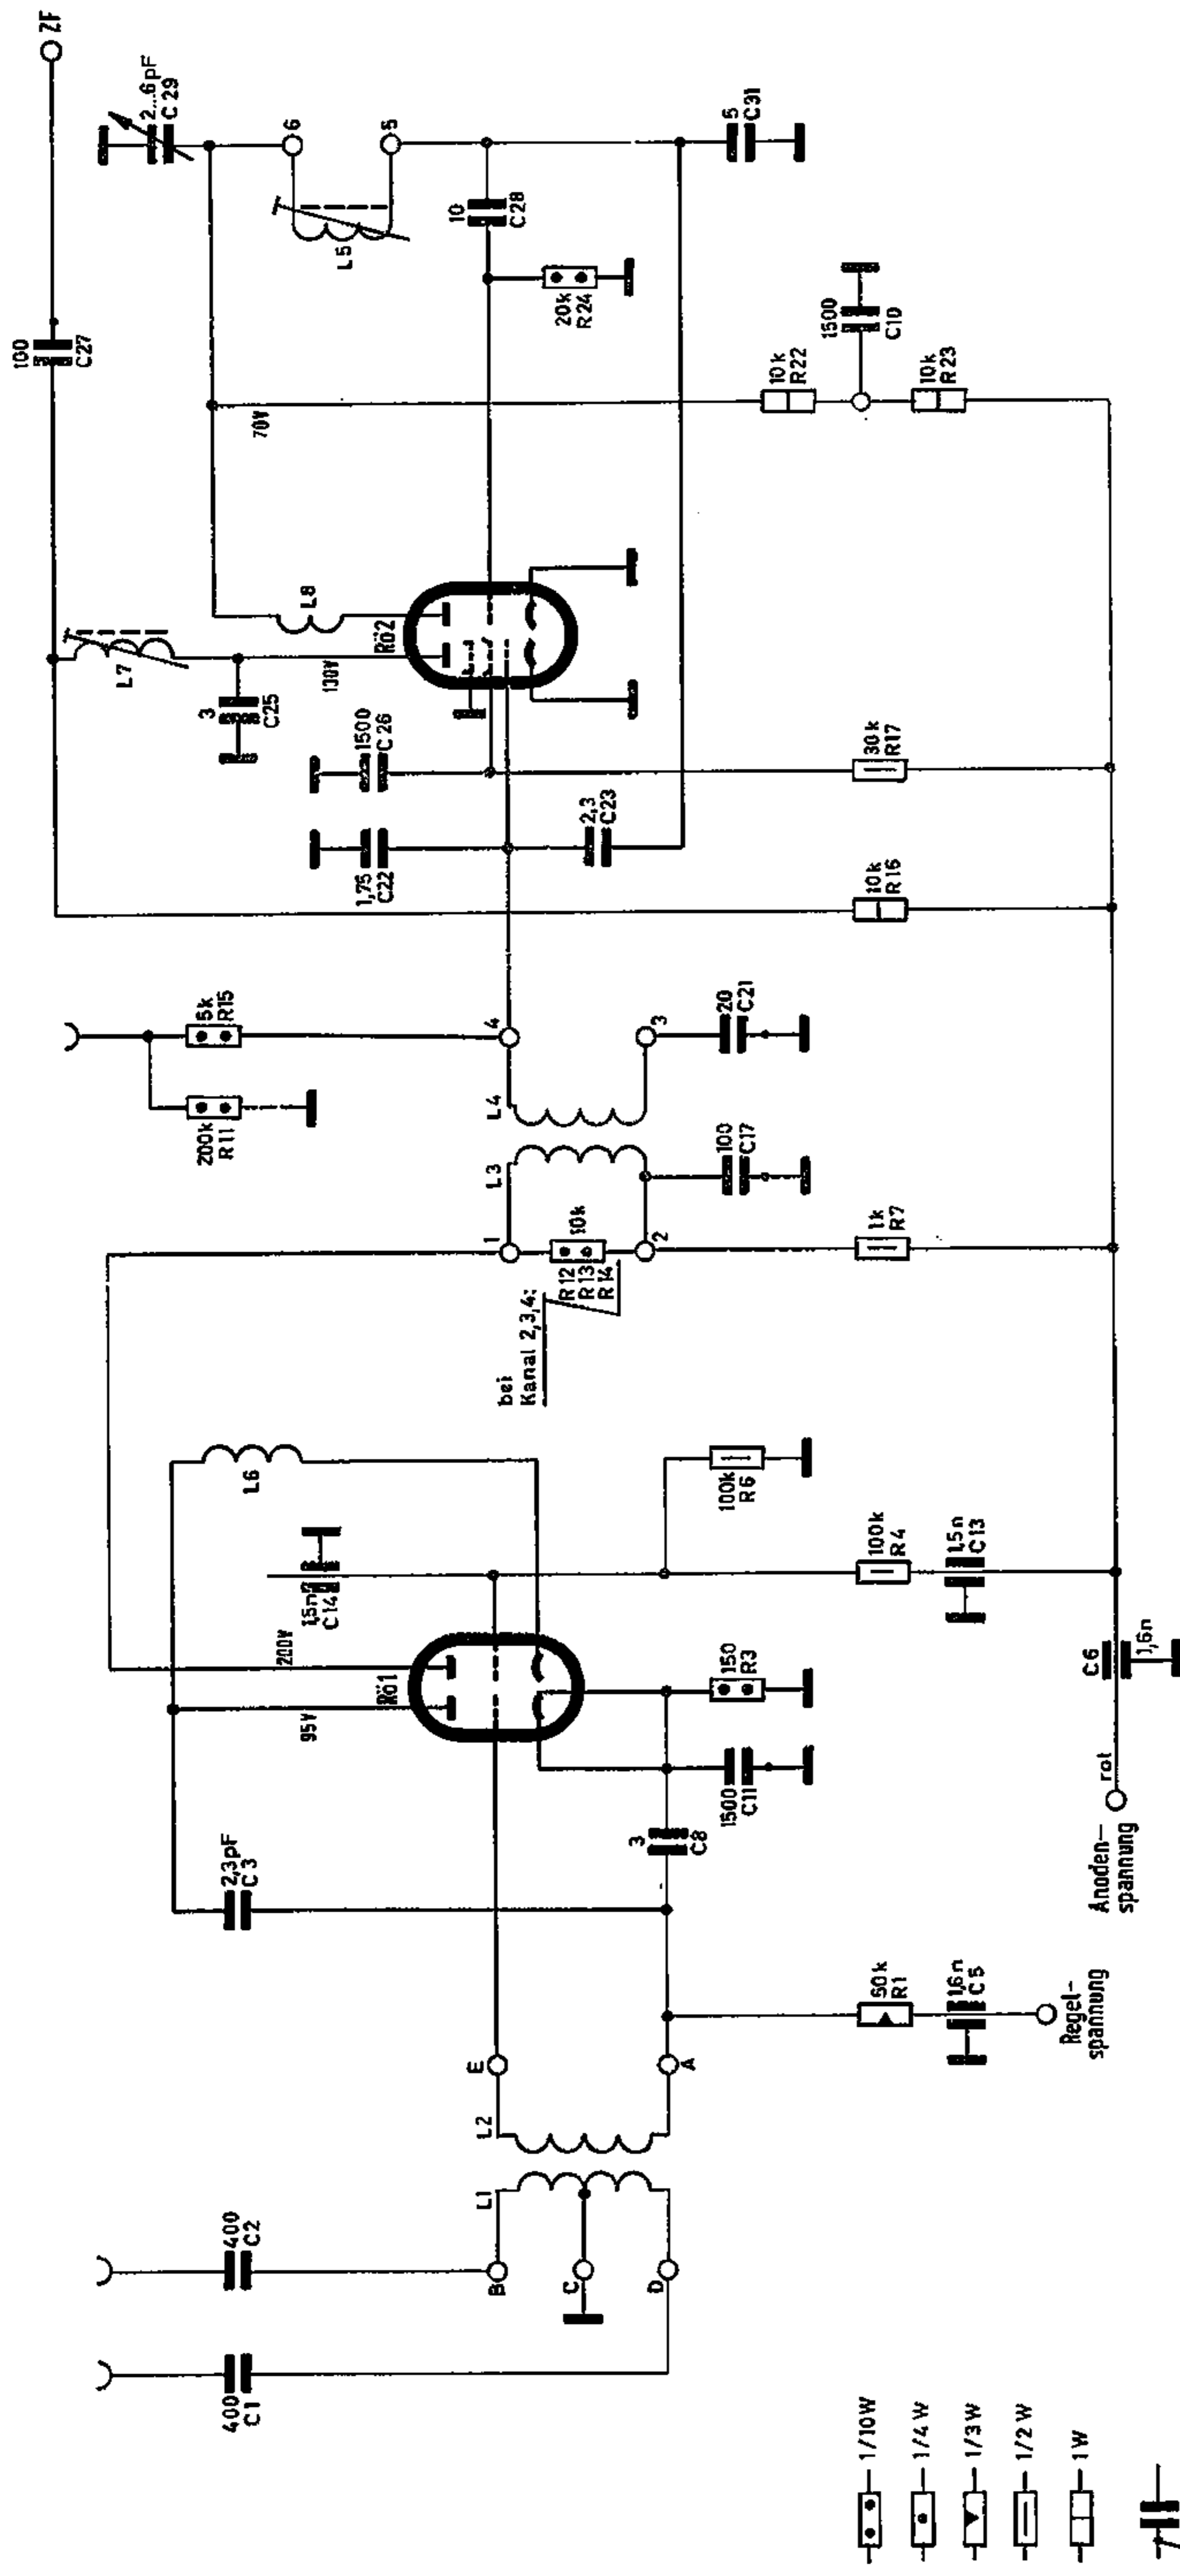 400
C1
400
C2
B
C
D
L1
L2
E
A
2,3pF
C3
95V
200V
Rö1
3
C8
1500
C11
150
R3
50k
R1
1,6n
C5
Regel-
spannung
Anoden-
spannung
rot
C6
1,6n
1,5n
C14
L6
100k
R6
100k
R4
1,5n
C13
bei
Kanal 2,3,4:
R12
R13
R14
10k
1
2
L3
L4
100
C17
1k
R7
200k
R11
5k
R15
4
3
20
C21
10k
R16
30k
R17
1,75
C22
1500
C26
2,3
C23
3
C25
L7
130V
L8
Rö2
70V
100
C27
ZF
2...6pF
C29
6
5
L5
10
C28
20k
R24
5
C31
1500
C10
10k
R22
10k
R23
1/10W
1/4W
1/3W
1/2W
1W